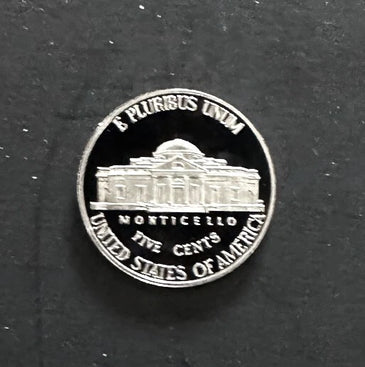 E PLURIBUS UNUM
MONTICELLO
FIVE CENTS
UNITED STATES OF AMERICA